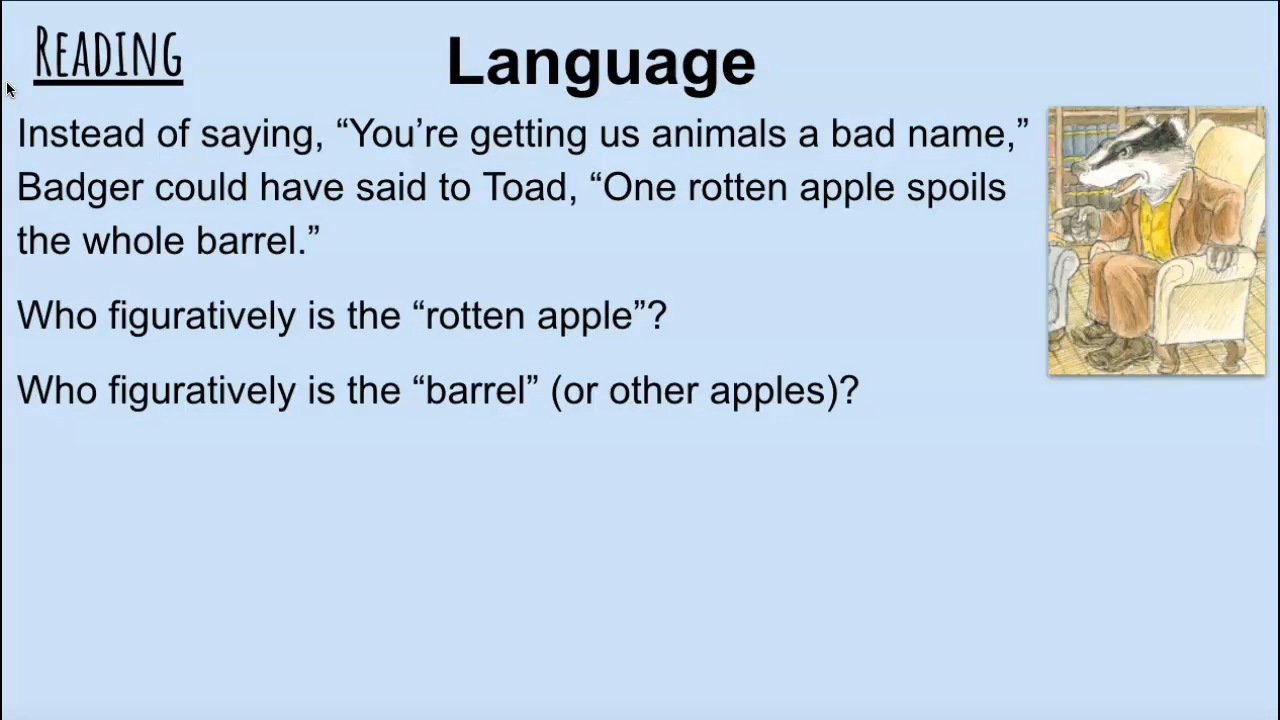 READING
Language
Instead of saying, “You’re getting us animals a bad name,”
Badger could have said to Toad, “One rotten apple spoils
the whole barrel.”
Who figuratively is the “rotten apple”?
Who figuratively is the “barrel” (or other apples)?